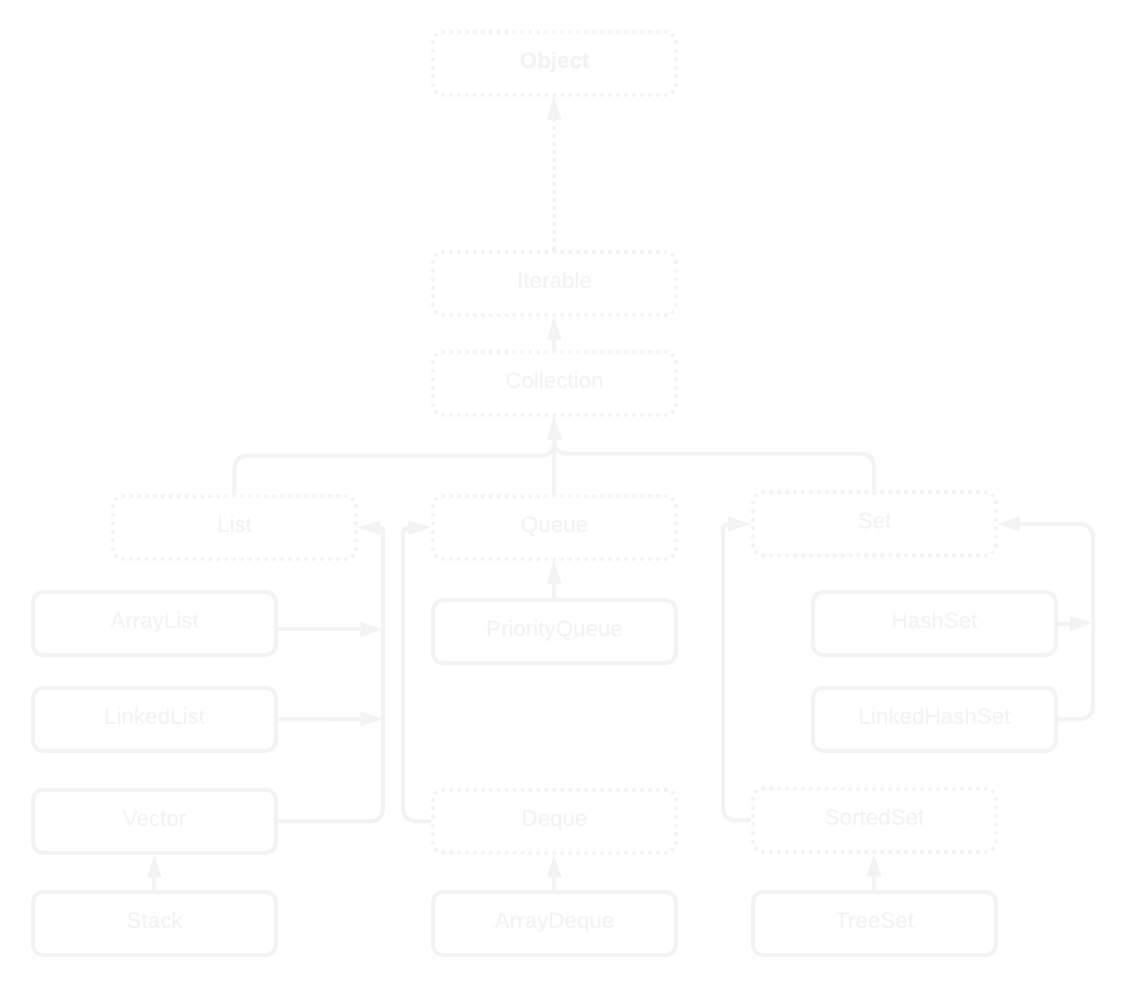 Object
Iterable
Collection
List
Queue
Set
ArrayList
PriorityQueue
HashSet
LinkedList
LinkedHashSet
Vector
Deque
SortedSet
Stack
ArrayDeque
TreeSet